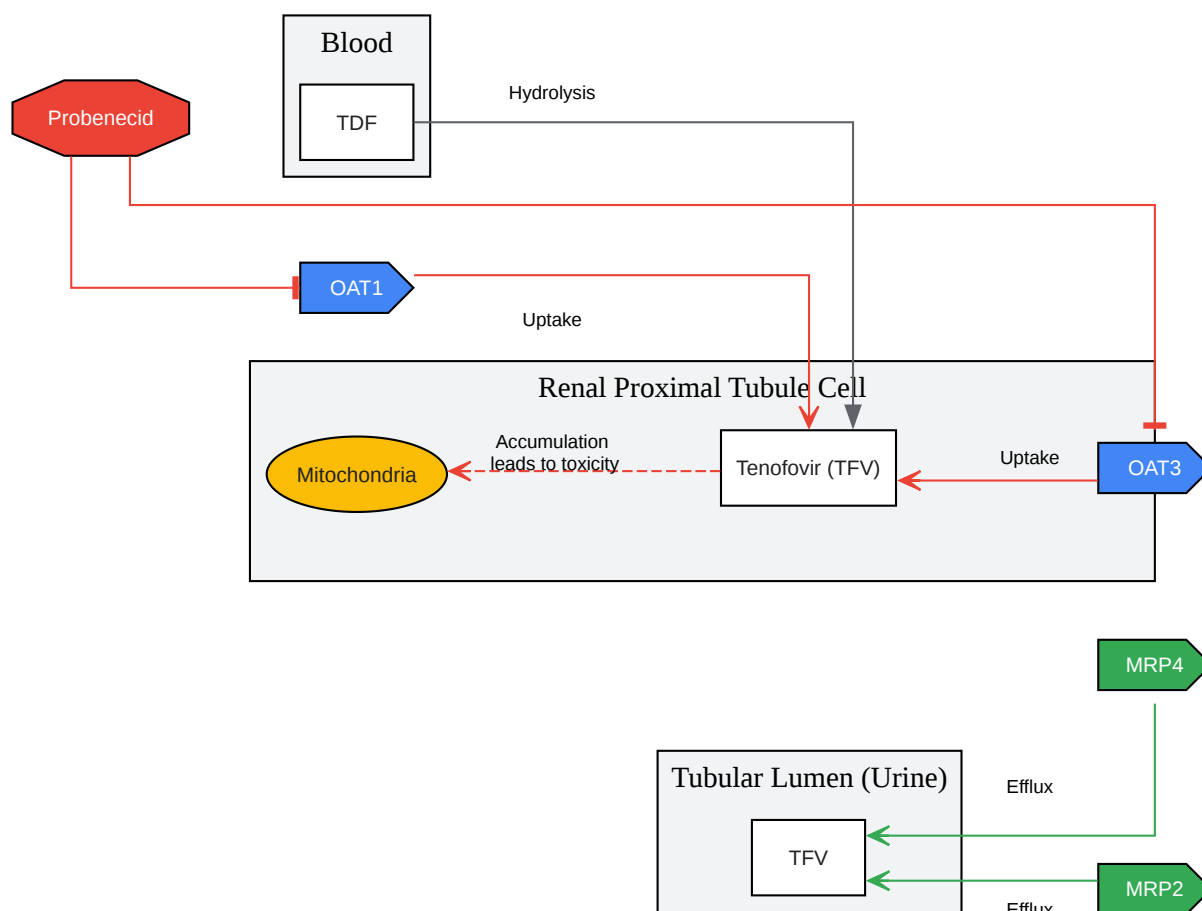 Blood
Hydrolysis
Probenecid
TDF
OAT1
Uptake
Renal Proximal Tubule Cell
Accumulation
leads to toxicity
Mitochondria
Tenofovir (TFV)
Uptake
OAT3
MRP4
Tubular Lumen (Urine)
Efflux
TFV
MRP2
Efflux